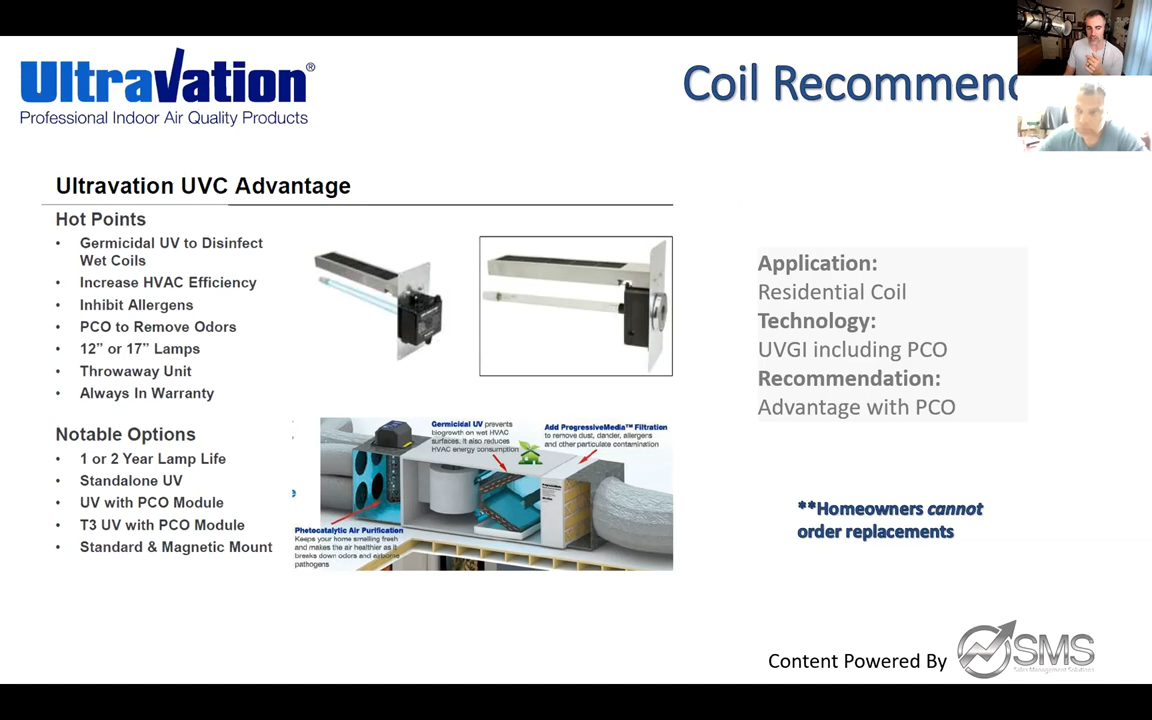 Ultravation®
Professional Indoor Air Quality Products
Coil Recommend
Ultravation UVC Advantage
Hot Points
• Germicidal UV to Disinfect
Wet Coils
• Increase HVAC Efficiency
• Inhibit Allergens
• PCO to Remove Odors
• 12” or 17” Lamps
• Throwaway Unit
• Always In Warranty
Notable Options
• 1 or 2 Year Lamp Life
• Standalone UV
• UV with PCO Module
• T3 UV with PCO Module
• Standard & Magnetic Mount
Germicidal UV prevents
biogrowth on wet HVAC
surfaces. It also reduces
HVAC energy consumption
Add ProgressiveMedia™ Filtration
to remove dust, dander, allergens
and other particulate contamination
Photocatalytic Air Purification
Keeps your home smelling fresh
and makes the air healthier as it
breaks down odors and airborne
pathogens
Application:
Residential Coil
Technology:
UVGI including PCO
Recommendation:
Advantage with PCO
**Homeowners cannot
order replacements
Content Powered By
SMS
Sales Management Solutions